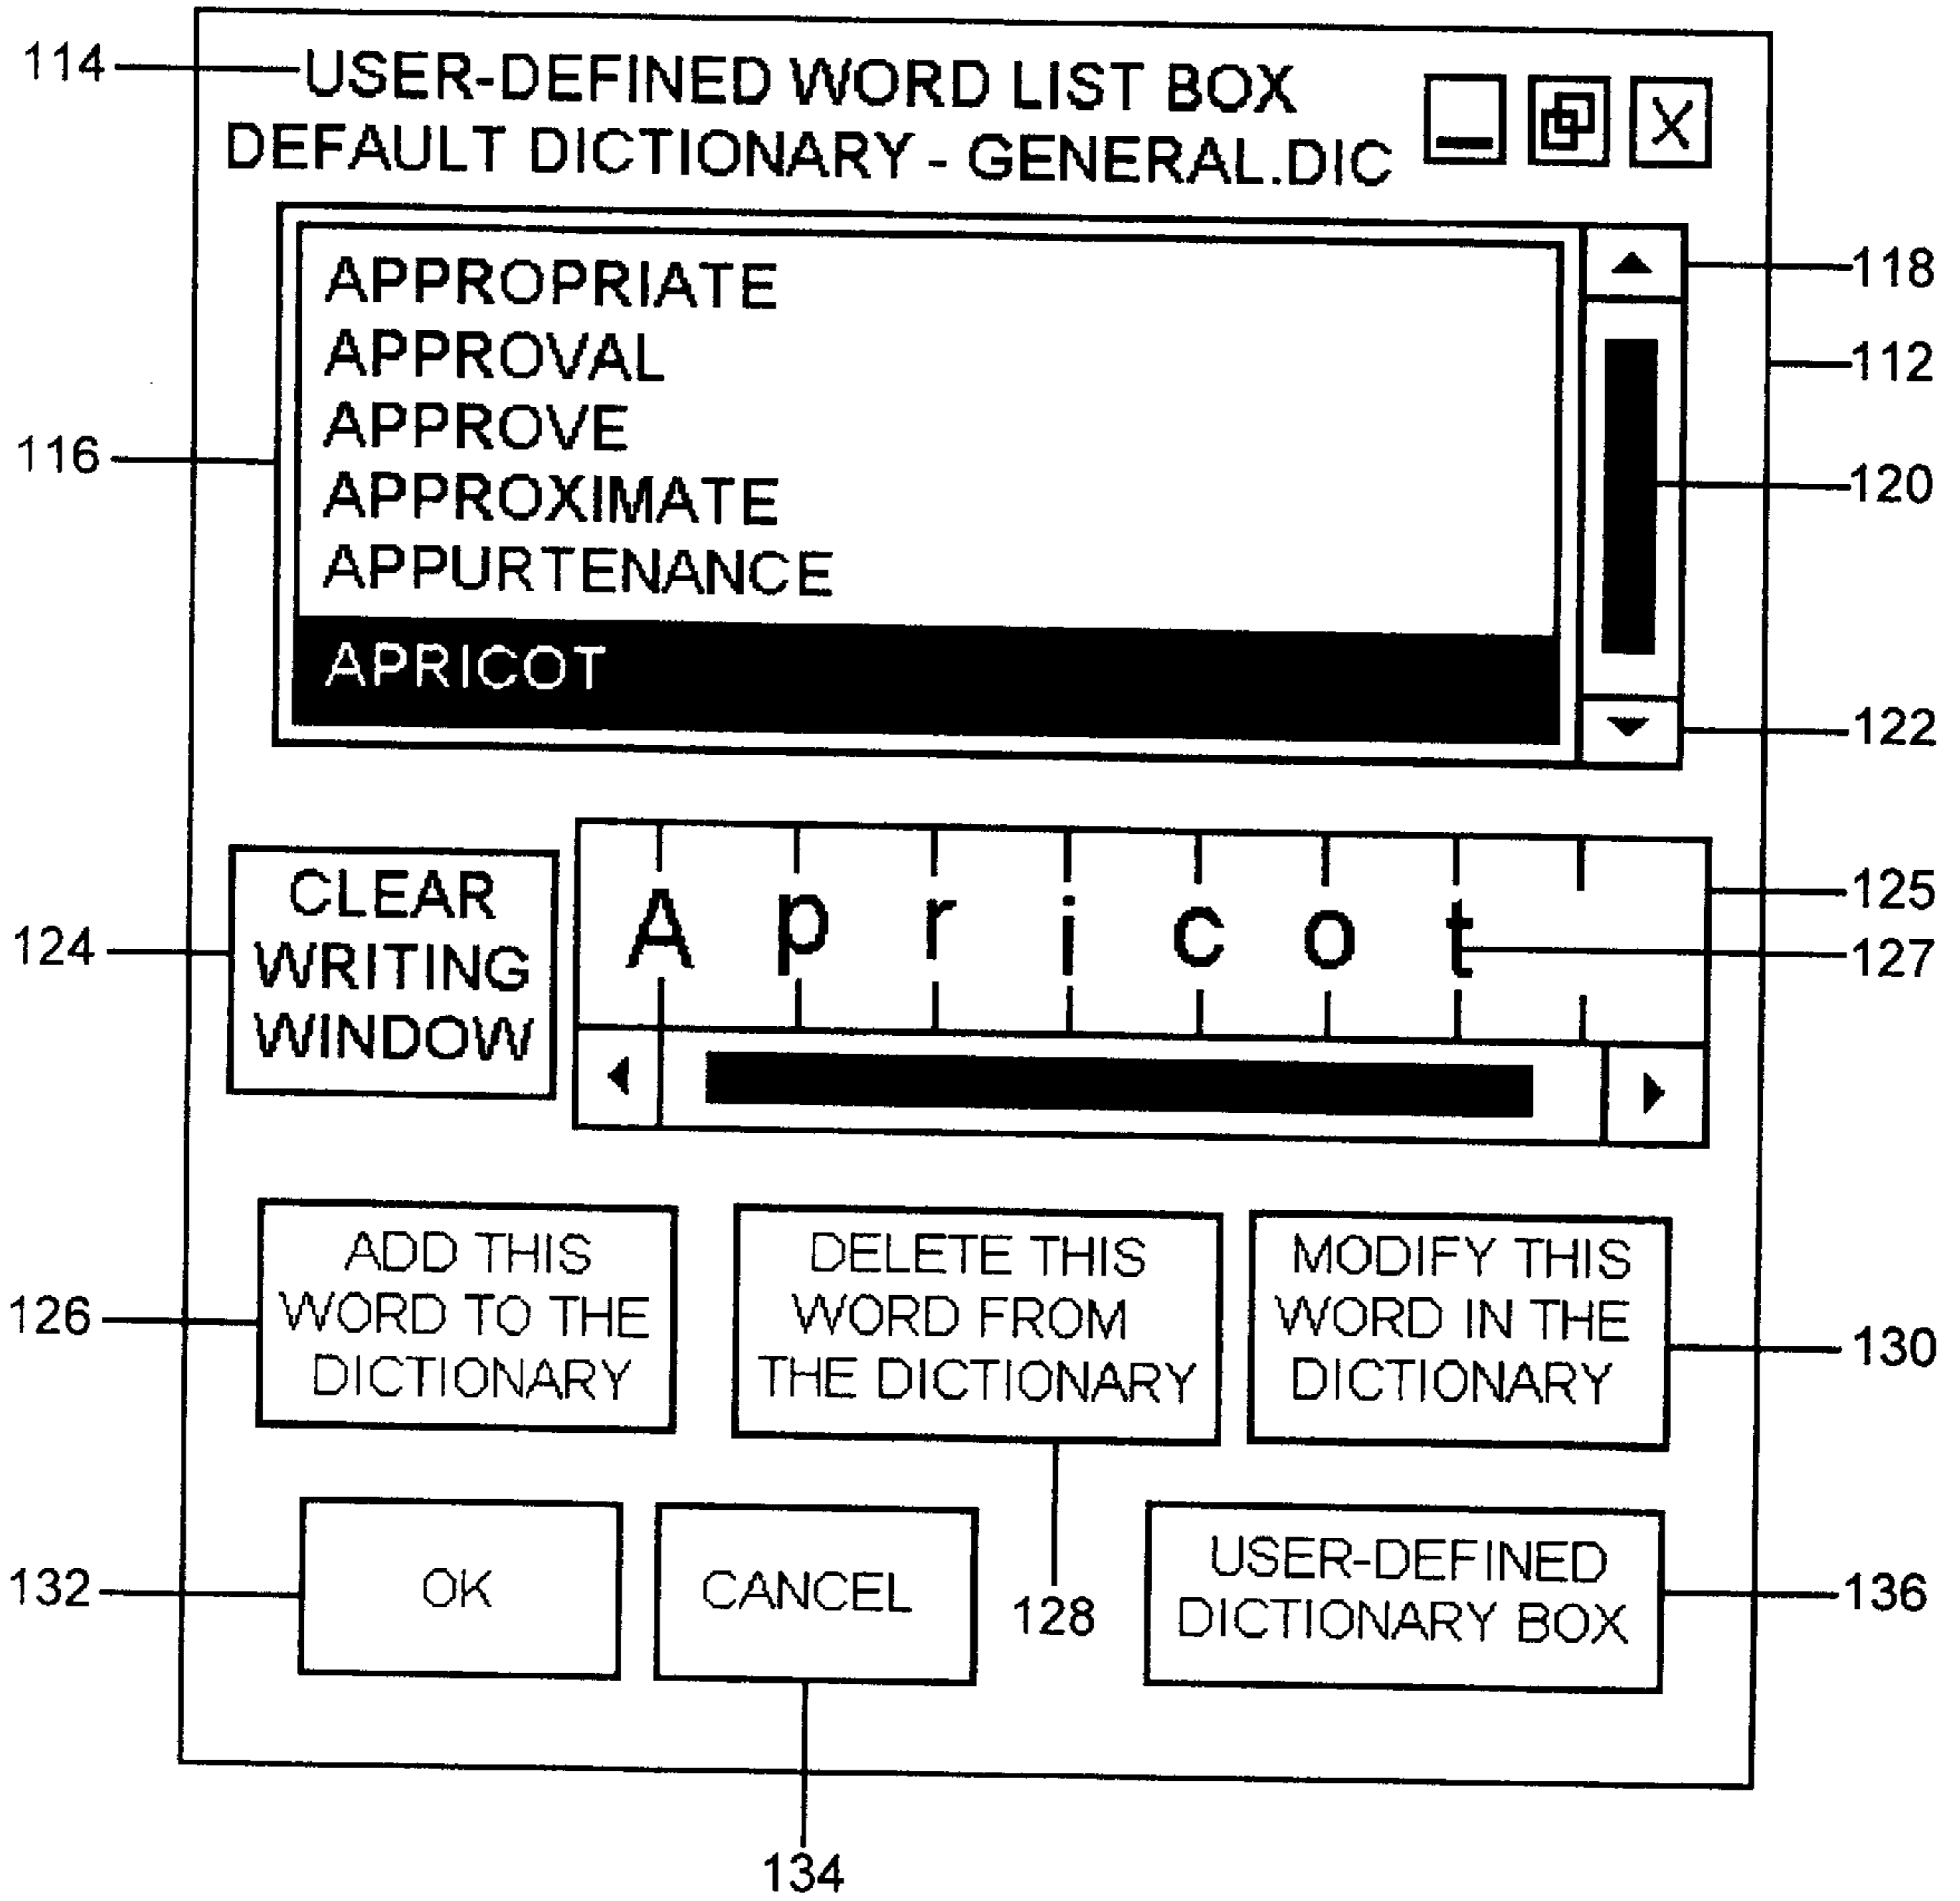 114 USER-DEFINED WORD LIST BOX
DEFAULT DICTIONARY - GENERAL.DIC X
APPROPRIATE
118
APPROVAL
112
APPROVE
116
APPROXIMATE
120
APPURTENANCE
APRICOT
122
CLEAR
WRITING
WINDOW
124
Apricot
125
127
ADD THIS
WORD TO THE
DICTIONARY
126
DELETE THIS
WORD FROM
THE DICTIONARY
128
MODIFY THIS
WORD IN THE
DICTIONARY
130
132
OK
CANCEL
134
USER-DEFINED
DICTIONARY BOX
136